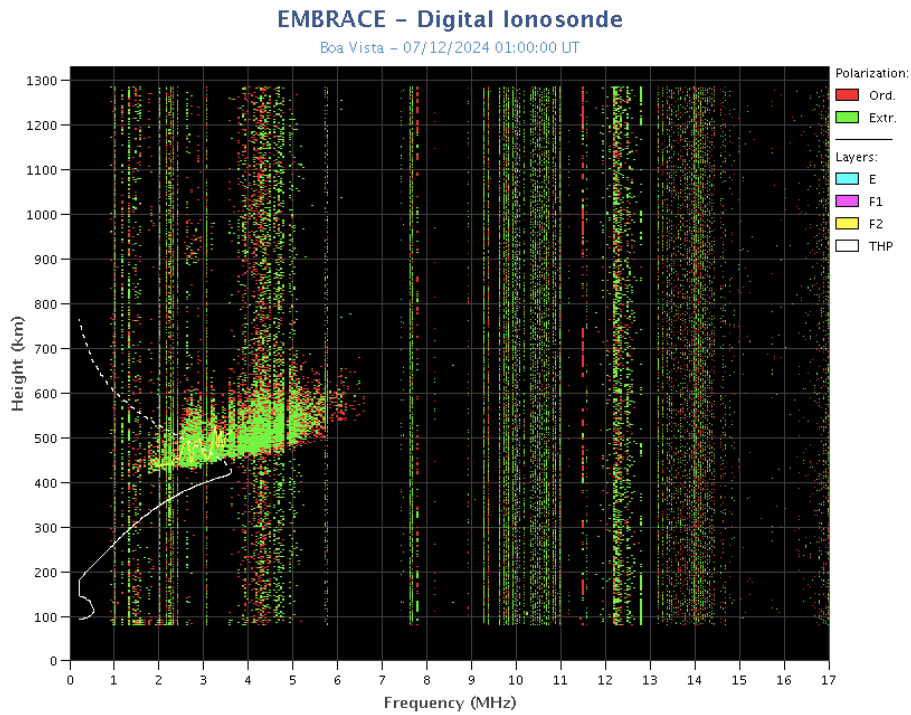 EMBRACE – Digital Ionosonde
Boa Vista – 07/12/2024 01:00:00 UT
Height (km)
1300
1200
1100
1000
900
800
700
600
500
400
300
200
100
0
0 1 2 3 4 5 6 7 8 9 10 11 12 13 14 15 16 17
Frequency (MHz)
Polarization:
Ord.
Extr.
Layers:
E
F1
F2
THP